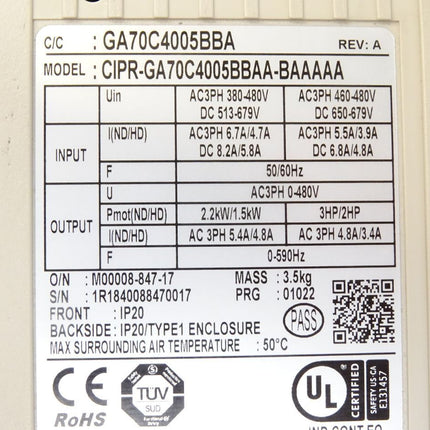 C/C : GA70C4005BBA REV: A
MODEL : CIPR-GA70C4005BBAA-BAAAAA
INPUT Uin AC3PH 380-480V DC 513-679V AC3PH 460-480V DC 650-679V
I(ND/HD) AC3PH 6.7A/4.7A DC 8.2A/5.8A AC3PH 5.5A/3.9A DC 6.8A/4.8A
F 50/60Hz
OUTPUT U AC3PH 0-480V
Pmot(ND/HD) 2.2kW/1.5kW 3HP/2HP
I(ND/HD) AC 3PH 5.4A/4.8A AC 3PH 4.8A/3.4A
F 0-590Hz
O/N : M00008-847-17 MASS : 3.5kg
S/N : 1R1840088470017 PRG : 01022
FRONT : IP20
BACKSIDE : IP20/TYPE1 ENCLOSURE
MAX SURROUNDING AIR TEMPERATURE : 50°C
PASS
CE
RoHS
TÜV
SUD
UL
CERTIFIED
SAFETY US-CA
E131457
IND.CONT.EQ